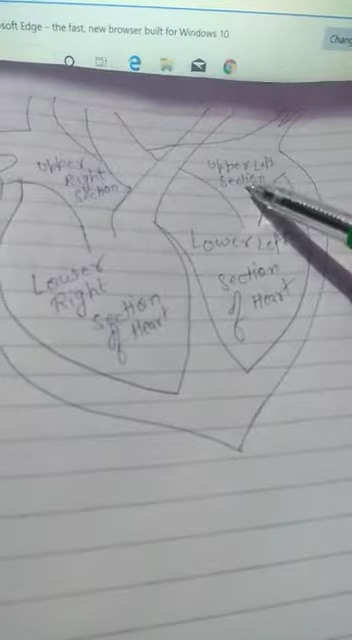 osoft Edge – the fast, new browser built for Windows 10
Chang
Upper
Right
Section
Upper Left
Section
Lower Left
Section
of Heart
Lower
Right
Section
of Heart